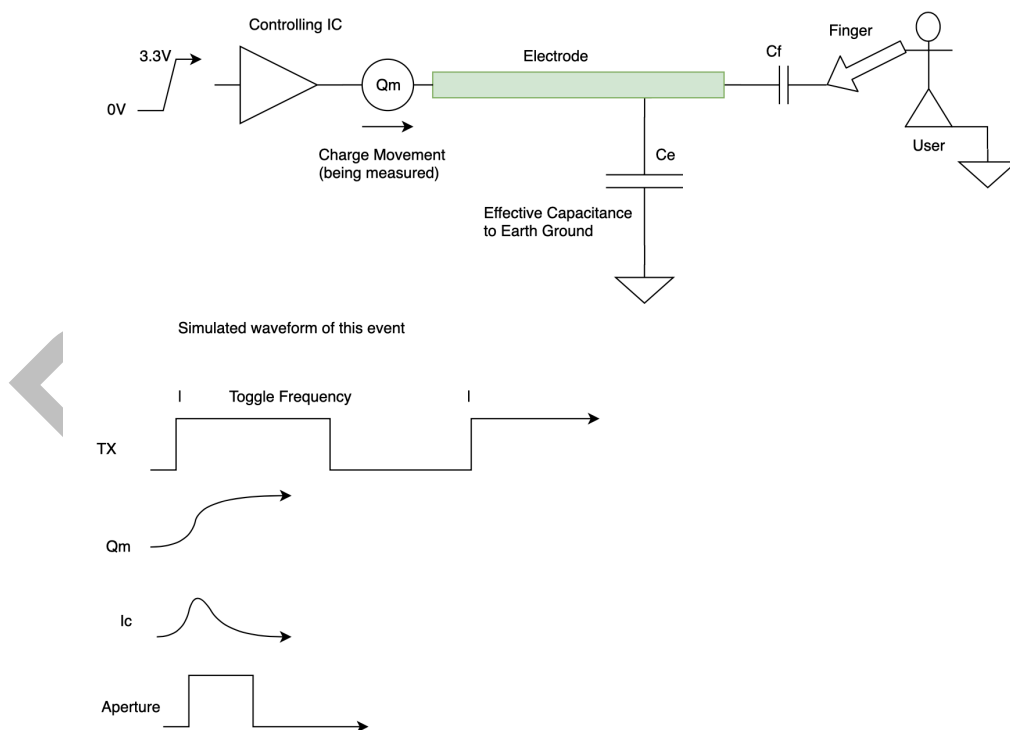 Controlling IC
3.3V
0V
Qm
Electrode
Cf
Finger
User
Charge Movement
(being measured)
Ce
Effective Capacitance
to Earth Ground
Simulated waveform of this event
I Toggle Frequency I
TX
Qm
Ic
Aperture